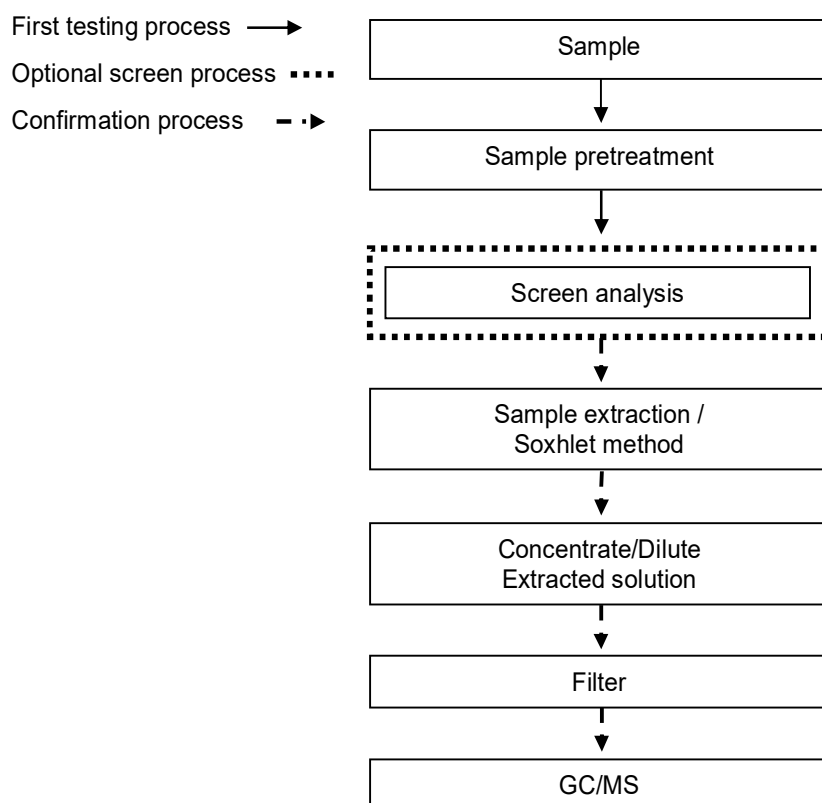 First testing process
Optional screen process
Confirmation process
Sample
Sample pretreatment
Screen analysis
Sample extraction /
Soxhlet method
Concentrate/Dilute
Extracted solution
Filter
GC/MS